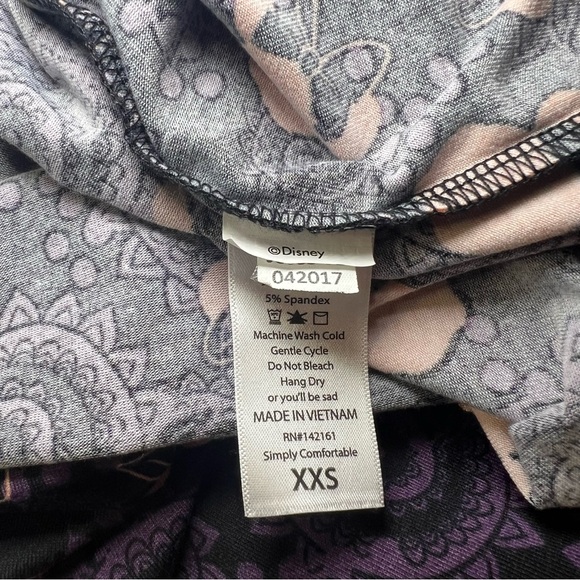 ©Disney
042017
5% Spandex
Machine Wash Cold
Gentle Cycle
Do Not Bleach
Hang Dry
or you'll be sad
MADE IN VIETNAM
RN#142161
Simply Comfortable
XXS